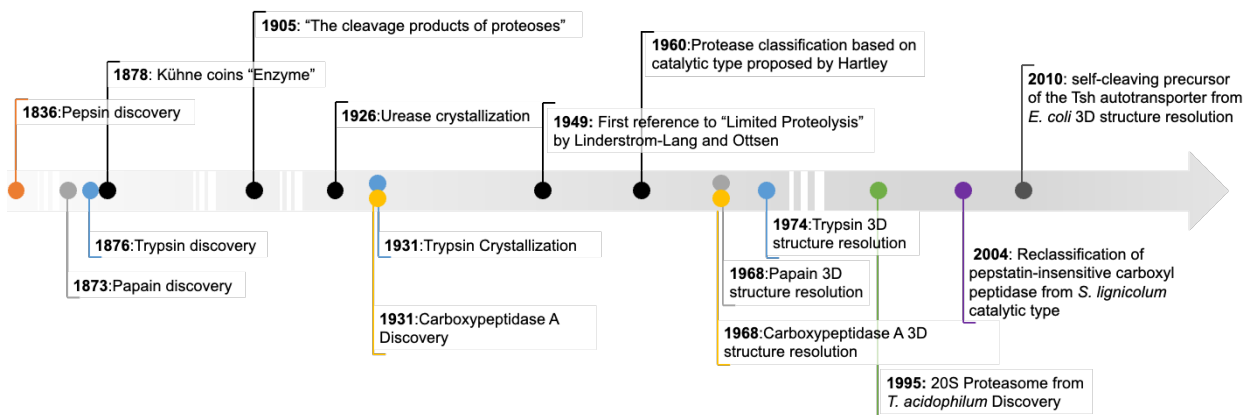 1905: “The cleavage products of proteoses”
1878: Kühne coins “Enzyme”
1836:Pepsin discovery
1926:Urease crystallization
1960:Protease classification based on
catalytic type proposed by Hartley
1949: First reference to “Limited Proteolysis”
by Linderstrom-Lang and Ottsen
2010: self-cleaving precursor
of the Tsh autotransporter from
E. coli 3D structure resolution
1876: Trypsin discovery
1873:Papain discovery
1931:Trypsin Crystallization
1931:Carboxypeptidase A
Discovery
1974:Trypsin 3D
structure resolution
1968:Papain 3D
structure resolution
1968:Carboxypeptidase A 3D
structure resolution
2004: Reclassification of
pepstatin-insensitive carboxyl
peptidase from S. lignicolum
catalytic type
1995: 20S Proteasome from
T. acidophilum Discovery